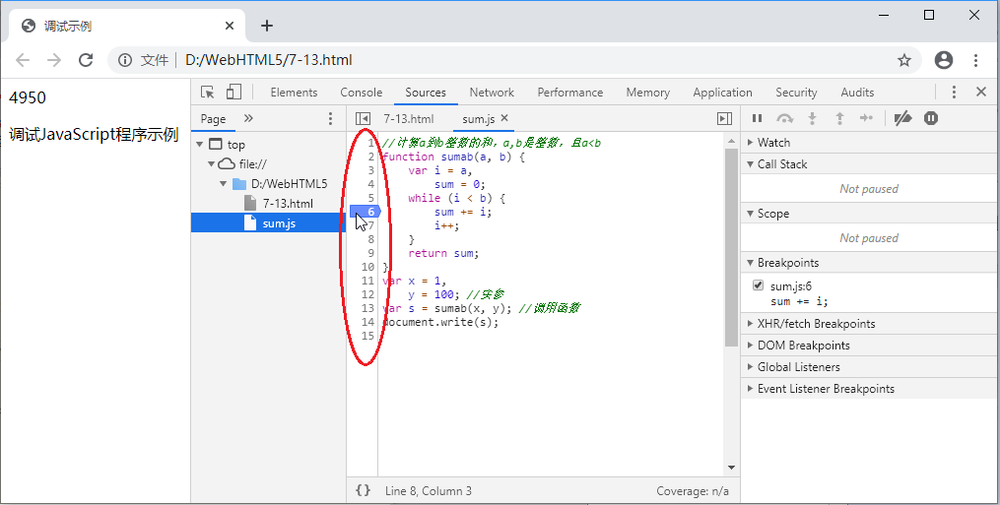 调试示例
文件 D:/WebHTML5/7-13.html
4950
调试JavaScript程序示例
Elements Console Sources Network Performance Memory Application Security Audits
Page
top
file://
D:/WebHTML5
7-13.html
sum.js
7-13.html sum.js
1 //计算a到b整数的和，a,b是整数，且a<b
2 function sumab(a, b) {
3 var i = a,
4 sum = 0;
5 while (i < b) {
6 sum += i;
7 i++;
8 }
9 return sum;
10 }
11 var x = 1,
12 y = 100; //实参
13 var s = sumab(x, y); //调用函数
14 document.write(s);
15
{} Line 8, Column 3 Coverage: n/a
Watch
Call Stack
Not paused
Scope
Not paused
Breakpoints
sum.js:6
sum += i;
XHR/fetch Breakpoints
DOM Breakpoints
Global Listeners
Event Listener Breakpoints